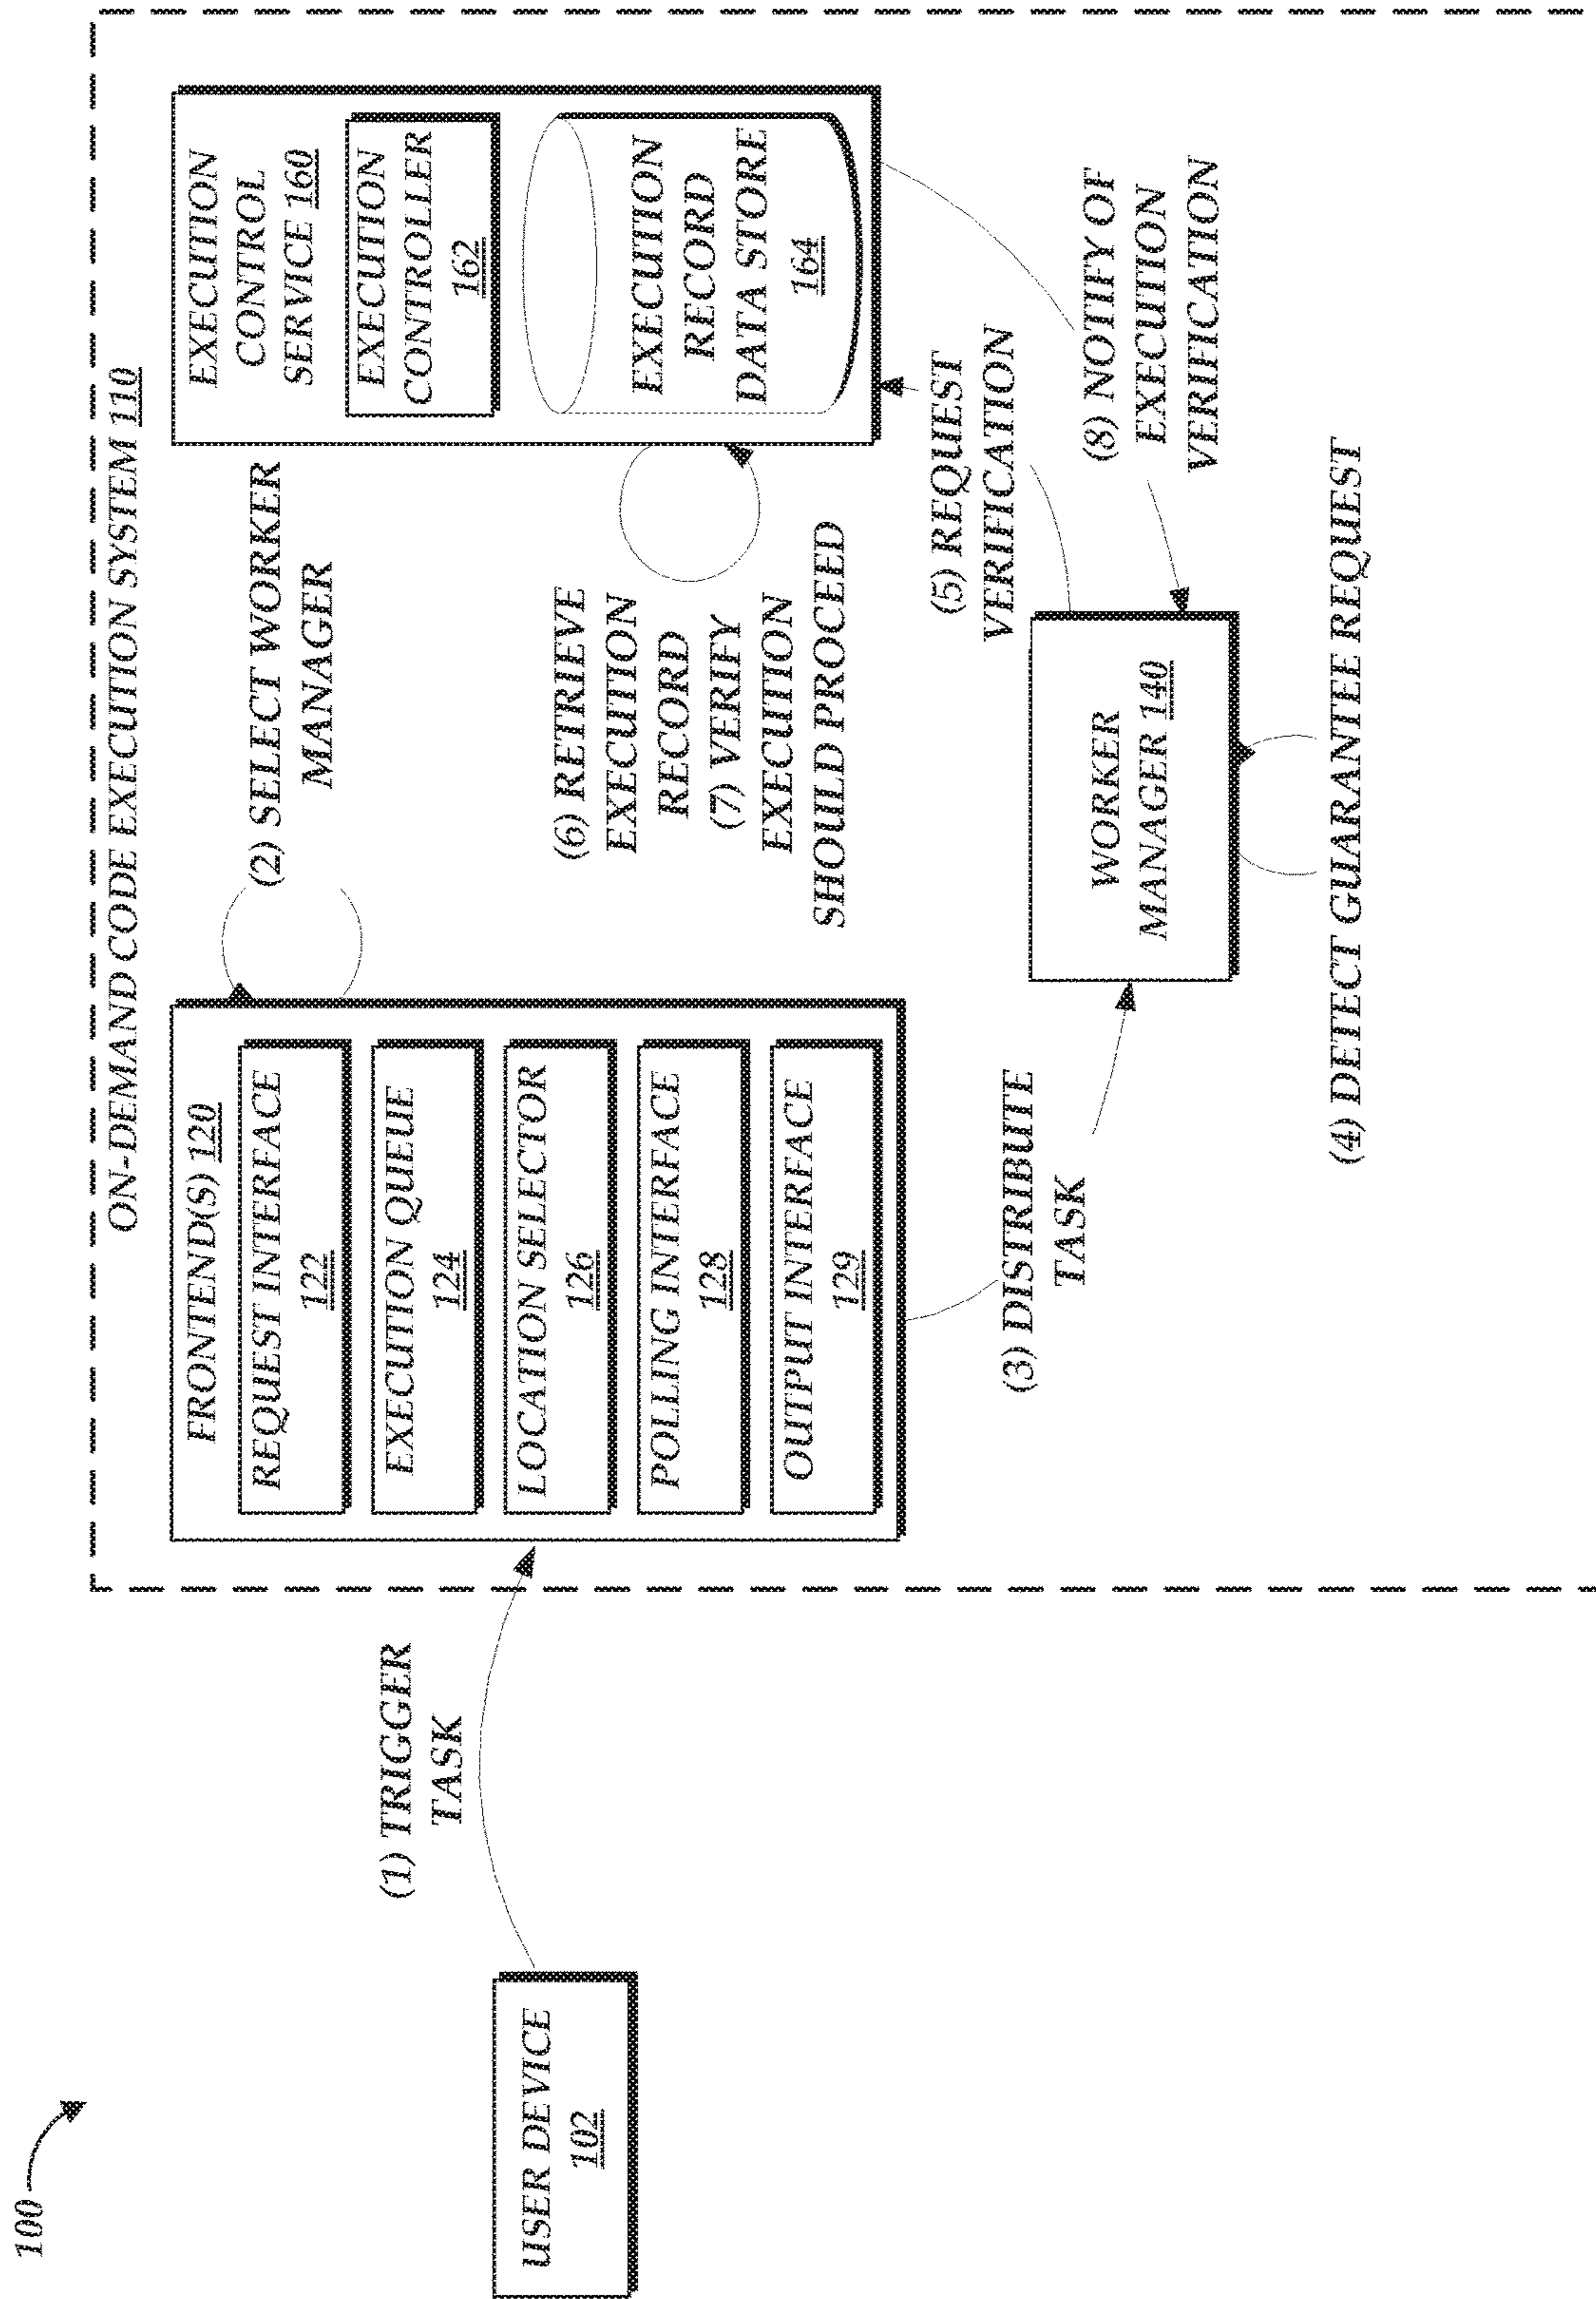 100
ON-DEMAND CODE EXECUTION SYSTEM 110
USER DEVICE
102
(1) TRIGGER
TASK
FRONTEND(S) 120
REQUEST INTERFACE
122
EXECUTION QUEUE
124
LOCATION SELECTOR
126
POLLING INTERFACE
128
OUTPUT INTERFACE
129
(2) SELECT WORKER
MANAGER
(3) DISTRIBUTE
TASK
WORKER
MANAGER 140
(4) DETECT GUARANTEE REQUEST
(5) REQUEST
VERIFICATION
(6) RETRIEVE
EXECUTION
RECORD
(7) VERIFY
EXECUTION
SHOULD PROCEED
EXECUTION
CONTROL
SERVICE 160
EXECUTION
CONTROLLER
162
EXECUTION
RECORD
DATA STORE
164
(8) NOTIFY OF
EXECUTION
VERIFICATION